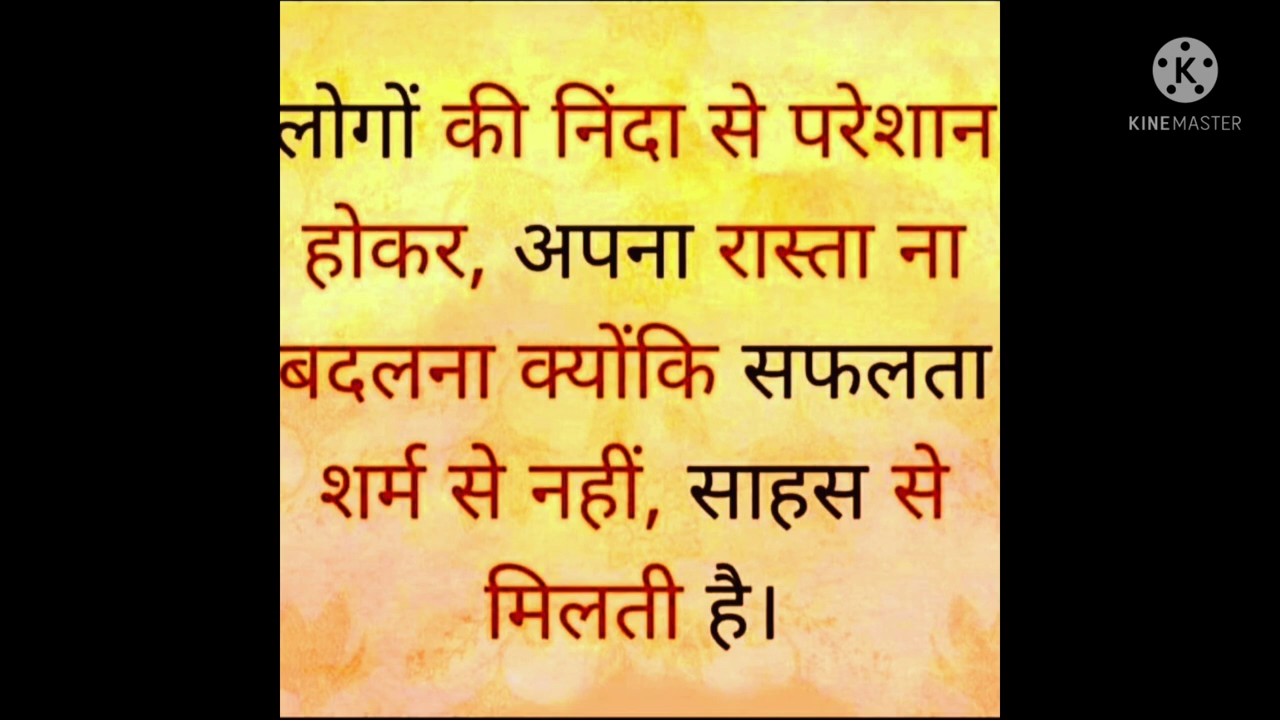 लोगों की निंदा से परेशान
होकर, अपना रास्ता ना
बदलना क्योंकि सफलता
शर्म से नहीं, साहस से
मिलती है।
K
KINEMASTER